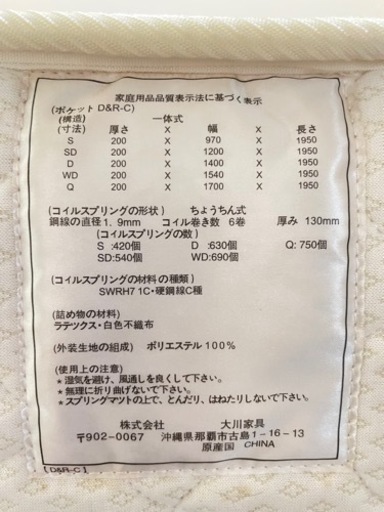 家庭用品品質表示法に基づく表示
(ポケット D&R-C)
(構造) 一体式
(寸法) 厚さ X 幅 X 長さ
S 200 X 970 X 1950
SD 200 X 1200 X 1950
D 200 X 1400 X 1950
WD 200 X 1540 X 1950
Q 200 X 1700 X 1950
(コイルスプリングの形状) ちょうちん式
鋼線の直径1.9mm コイル巻き数 6巻 厚み 130mm
(コイルスプリングの数)
S :420個 D :630個 Q: 750個
SD:540個 WD:690個
(コイルスプリングの材料の種類)
SWRH7 1C・硬鋼線C種
(詰め物の材料)
ラテックス・白色不織布
(外装生地の組成) ポリエステル100%
(使用上の注意)
★湿気を避け、風通しを良くしてください。
★無理に折り曲げないで下さい。
★スプリングマットの上で、とんだり、はねたりしないで下さい。
株式会社 大川家具
〒902-0067 沖縄県那覇市古島1-16-13
原産国 CHINA
【D&R-C】